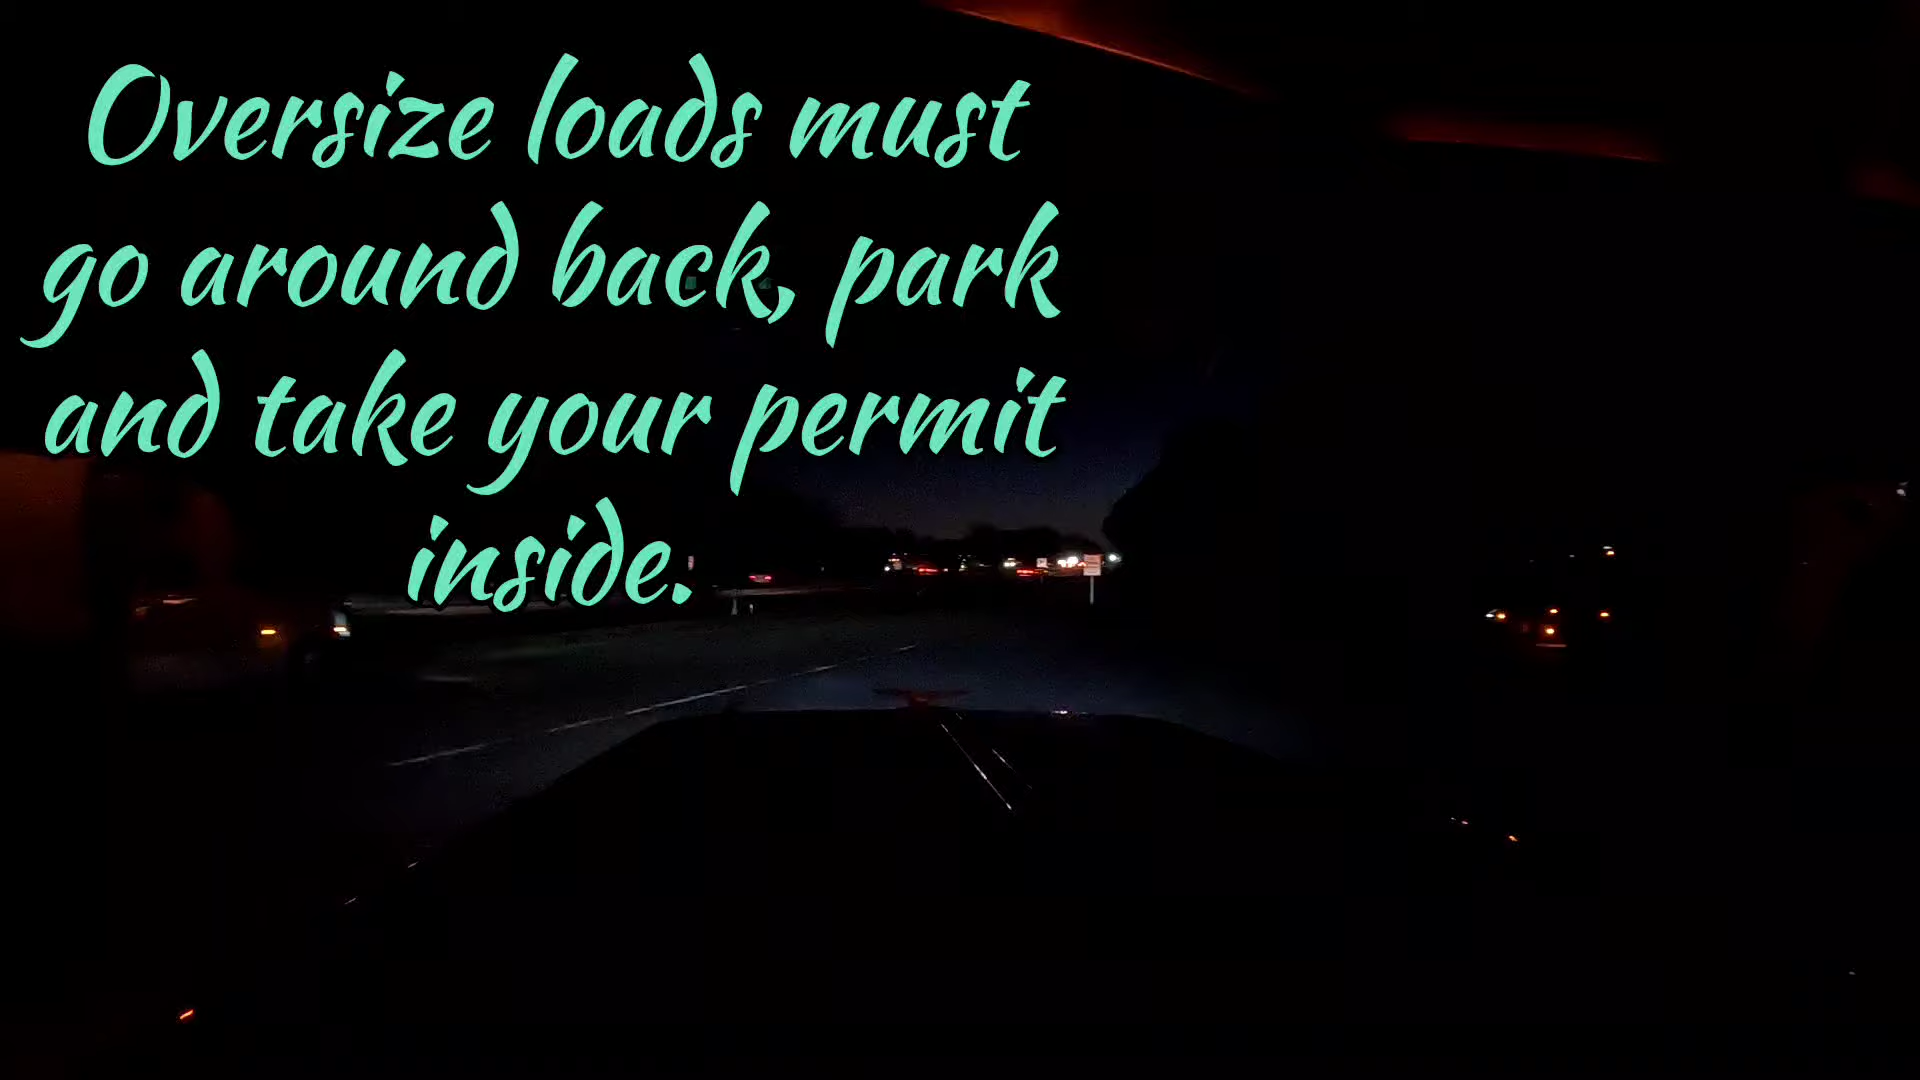 Oversize loads must
go around back, park
and take your permit
inside.